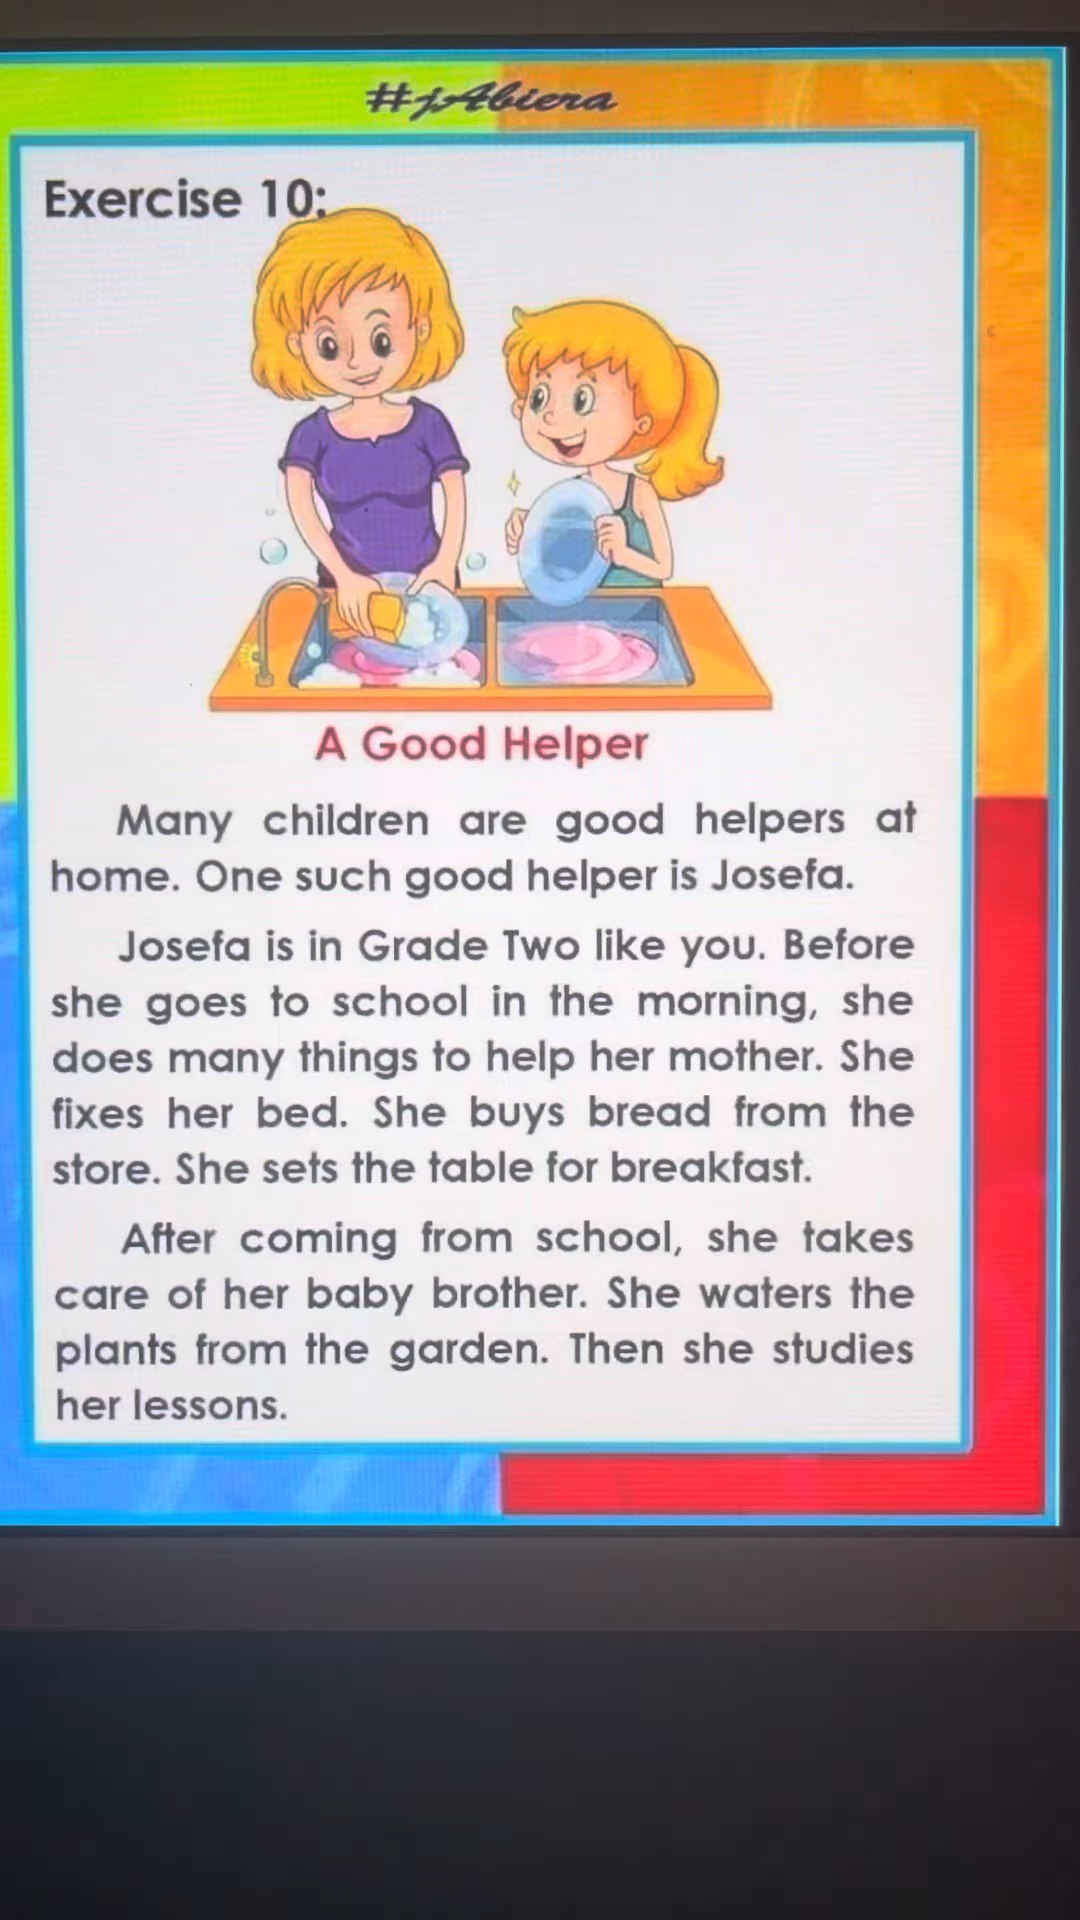 #jAbiera
Exercise 10:
A Good Helper
Many children are good helpers at
home. One such good helper is Josefa.
Josefa is in Grade Two like you. Before
she goes to school in the morning, she
does many things to help her mother. She
fixes her bed. She buys bread from the
store. She sets the table for breakfast.
After coming from school, she takes
care of her baby brother. She waters the
plants from the garden. Then she studies
her lessons.